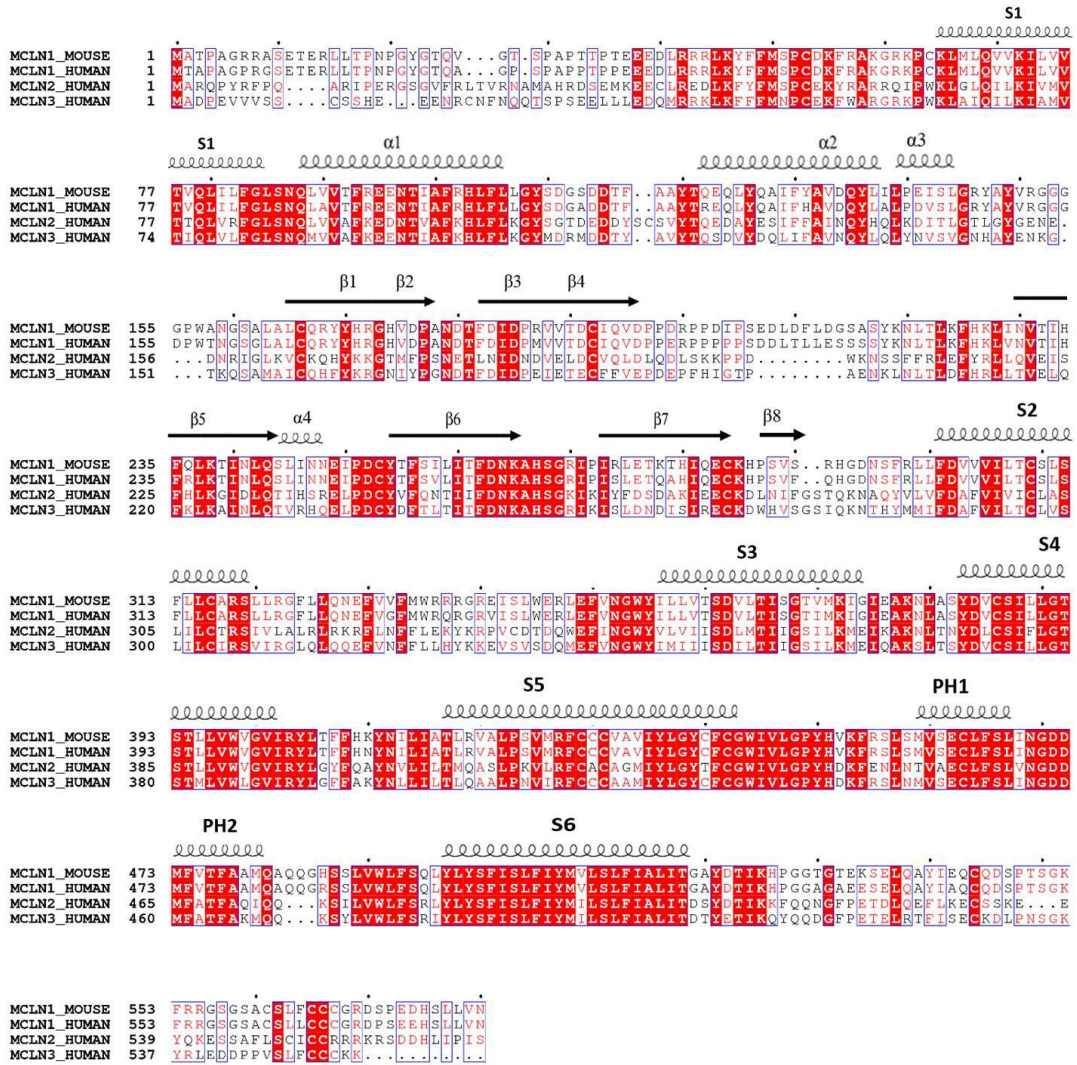 S1
MCLN1_MOUSE 1 MATPAGRRASETERLLTPNPGYGTQV...GT.SPAPTTPTEEEDLRRRLKYFFMSPCDKFRAKGRKPCKLMLQVVKILVV
MCLN1_HUMAN 1 MTAPAGPRGSETERLLTPNPGYGTQA...GP.SPAPPTPPEEEDLRRRLKYFFMSPCDKFRAKGRKPCKLMLQVVKILVV
MCLN2_HUMAN 1 MARQPYRFPQ....ARIPERGSGVFRLTVRNAMAHRDSEMKEECLREDLKFYFMSPCEKYRARRQIPWKLGLQILKIVMV
MCLN3_HUMAN 1 MADPEVVVSS....CSSHE..EENRCNFNQQTSPSEELLLEDQMRRKLKFFFMNPCEKFWARGRKPWKLAIQILKIAMV
S1 α1 α2 α3
MCLN1_MOUSE 77 TVQLILFGLSNQLVVTFREENTIAFRHLFLLGYSDGSDDTF..AAYTQEQLYQAIFYAVDQYLILPEISLGRYAYVRGGG
MCLN1_HUMAN 77 TVQLILFGLSNQLAVTFREENTIAFRHLFLLGYSDGADDTF..AAYTREQLYQAIFHAVDQYLALPDVSLGRYAYVRGGG
MCLN2_HUMAN 77 TTQLVRFGLSNQLVVAFKEDNTVAFKHLFLKGYSGTDEDDYSCSVYTQEDAYESIFFAINQYHQLKDITLGTLGYGENE.
MCLN3_HUMAN 74 TIQLVLFGLSNQMVVAFKEENTIAFKHLFLKGYMDRMDDTY..AVYTQSDVYDQLIFAVNQYLQLYNVSVGNHAYENKG.
β1 β2 β3 β4
MCLN1_MOUSE 155 GPWANGSALALCQRYYHRGHVDPANDTFDIDPRVVTDCIQVDPPDRPPDIPSEDLDFLDGSASYKNLTLKFHKLINVTIH
MCLN1_HUMAN 155 DPWTNGSGLALCQRYYHRGHVDPANDTFDIDPMVVTDCIQVDPPERPPPPPSDDLTLLESSSSYKNLTLKFHKLVNVTIH
MCLN2_HUMAN 156 ..DNRIGLKVCKQHYKKGTMFPSNETLNIDNDVELDCVQLDLQDLSKKPPD........WKNSSFFRLEFYRLLQVEIS
MCLN3_HUMAN 151 ...TKQSAMAICQHFYKRGNIYPGNDTFDIDPEIETECFFVEPDEPFHIGTP........AENKLNLTLDFHRLLTVELQ
β5 α4 β6 β7 β8 S2
MCLN1_MOUSE 235 FQLKTINLQSLINNEIPDCYTFSILITFDNKAHSGRIPIRLETKTHIQECKHPSVS..RHGDNSFRLLFDVVVILTCSLS
MCLN1_HUMAN 235 FRLKTINLQSLINNEIPDCYTFSVLITFDNKAHSGRIPISLETQAHIQECKHPSVF..QHGDNSFRLLFDVVVILTCSLS
MCLN2_HUMAN 225 FHLKGIDLQTIHSRELPDCYVFQNTIIFDNKAHSGKIKIYFDSDAKIEECKDLNIFGSTQKNAQYVLVFDAFVIVICLAS
MCLN3_HUMAN 220 FKLKAINLQTVRHQELPDCYDFTLTITFDNKAHSGRIKISLDNDISIRECKDWHVSGSIQKNTHYMMIFDAFVILTCLVS
S3 S4
MCLN1_MOUSE 313 FLLCARSLLRGFLLQNEFVVFMWRRRGREISLWERLEFVNGWYILLVTSDVLTISGTVMKIGIEAKNLASYDVCSILLGT
MCLN1_HUMAN 313 FLLCARSLLRGFLLQNEFVGFMWRQRGRVISLWERLEFVNGWYILLVTSDVLTISGTIMKIGIEAKNLASYDVCSILLGT
MCLN2_HUMAN 305 LILCTRSIVLALRLRKRFLNFFLEKYKRPVCDTDQWEFINGWYVLVIISDLMTIIGSILKMEIKAKNLTNYDLCSIFLGT
MCLN3_HUMAN 300 LILCIRSVIRGLQLQQEFVNFFLLHYKKEVSVSDQMEFVNGWYIMIIISDILTIIGSILKMEIQAKSLTSYDVCSILLGT
S5 PH1
MCLN1_MOUSE 393 STLLVWVGVIRYLTFFHKYNILIATLRVALPSVMRFCCCVAVIYLGYCFCGWIVLGPYHVKFRSLSMVSECLFSLINGDD
MCLN1_HUMAN 393 STLLVWVGVIRYLTFFHNYNILIATLRVALPSVMRFCCCVAVIYLGYCFCGWIVLGPYHVKFRSLSMVSECLFSLINGDD
MCLN2_HUMAN 385 STLLVWVGVIRYLGYFQAYNVLILTMQASLPKVLRFCACAGMIYLGYTFCGWIVLGPYHDKFENLNTVAECLFSLVNGDD
MCLN3_HUMAN 380 STMLVWLGVIRYLGFFAKYNLLILTLQAALPNVIRFCCCAAMIYLGYCFCGWIVLGPYHDKFRSLNMVSECLFSLINGDD
PH2 S6
MCLN1_MOUSE 473 MFVTFAAMQAQQGHSSLVWLFSQLYLYSFISLFIYMVLSLFIALITGAYDTIKHPGGTGTEKSELQAYIAQCQDSPTSGK
MCLN1_HUMAN 473 MFVTFAAMQAQQGRSSLVWLFSQLYLYSFISLFIYMVLSLFIALITGAYDTIKHPGGAGAEESELQAYIAQCQDSPTSGK
MCLN2_HUMAN 465 MFATFAQIQQ..KSILVWLFSRLYLYSFISLFIYMILSLFIALITDSYDTIKKFQQNGFPETDLQEFLKECSSKE...E
MCLN3_HUMAN 460 MFATFAKMQQ..KSYLVWLFSRIYLYSFISLFIYMILSLFIALITDTYETIKQYQQDGFPETELRTFISECKDLPNSGK
MCLN1_MOUSE 553 FRRGSGSACSLFCCCGRDSPEDHSLLVN
MCLN1_HUMAN 553 FRRGSGSACSLLCCCGRDPSEEHSLLVN
MCLN2_HUMAN 539 YQKESSAFLSCICCRRRKRSDDHLIPIS
MCLN3_HUMAN 537 YRLEDDPPVSLFCCCKK...........